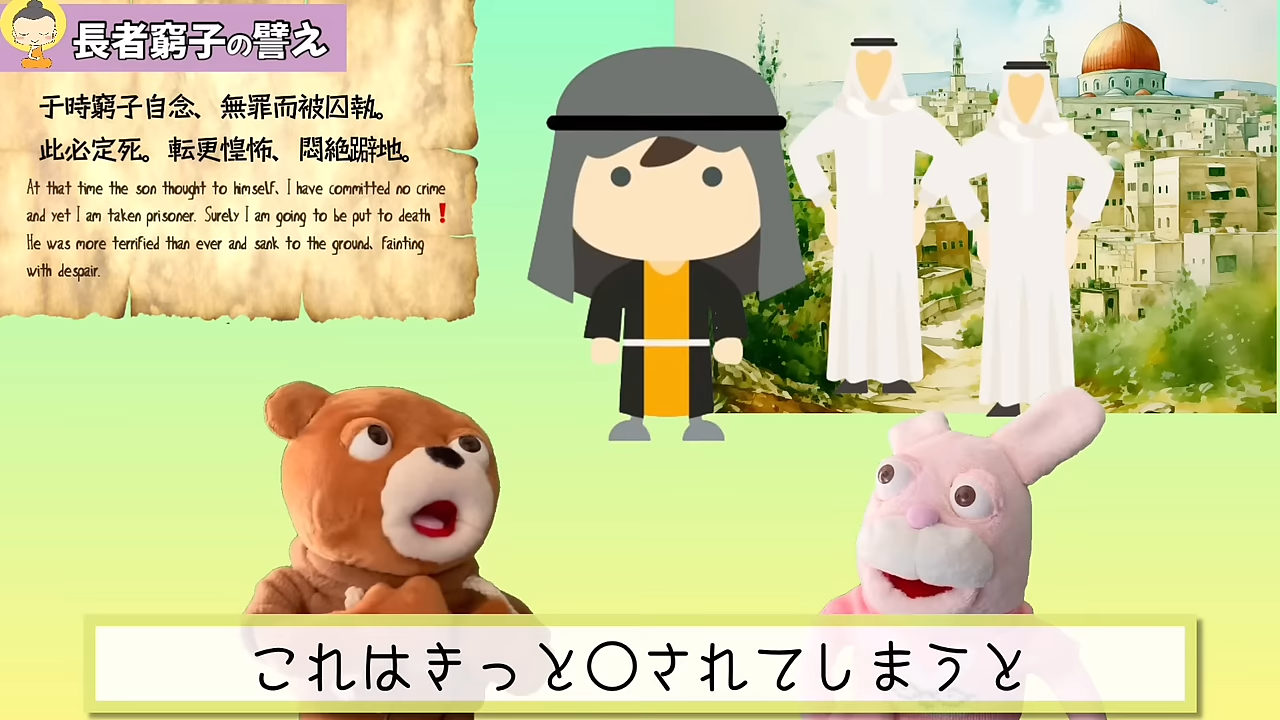 長者窮子の譬え
于時窮子自念、無罪而被囚執。
此必定死。転更惶怖、悶絶躃地。
At that time the son thought to himself、I have committed no crime
and yet I am taken prisoner. Surely I am going to be put to death❗
He was more terrified than ever and sank to the ground、fainting
with despair.
これはきっと〇されてしまうと